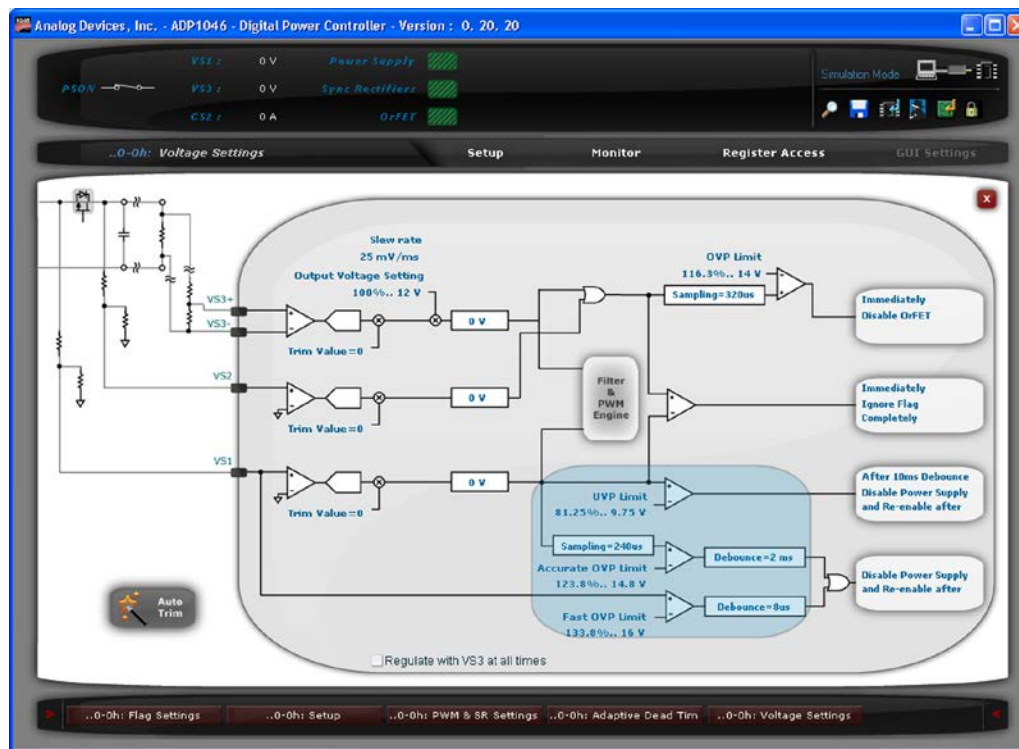 Analog Devices, Inc. - ADP1046 - Digital Power Controller - Version : 0. 20. 20
VS1 : 0 V Power Supply
PSON VS3 : 0 V Sync Rectifiers
CS2 : 0 A OrFET
Simulation Mode
..0-0h: Voltage Settings Setup Monitor Register Access GUI Settings
Slew rate
25 mV/ms
Output Voltage Setting
100%.. 12 V
OVP Limit
116.3%.. 14 V
Sampling=320us
VS3+
VS3-
0 V
Trim Value=0
Immediately
Disable OrFET
VS2
0 V
Trim Value=0
Filter
&
PWM
Engine
Immediately
Ignore Flag
Completely
VS1
0 V
Trim Value=0
UVP Limit
81.25%.. 9.75 V
After 10ms Debounce
Disable Power Supply
and Re-enable after
Sampling=240us
Debounce=2 ms
Accurate OVP Limit
123.8%.. 14.8 V
Debounce=8us
Fast OVP Limit
133.8%.. 16 V
Disable Power Supply
and Re-enable after
Auto
Trim
Regulate with VS3 at all times
..0-0h: Flag Settings ..0-0h: Setup ..0-0h: PWM & SR Settings ..0-0h: Adaptive Dead Tim ..0-0h: Voltage Settings